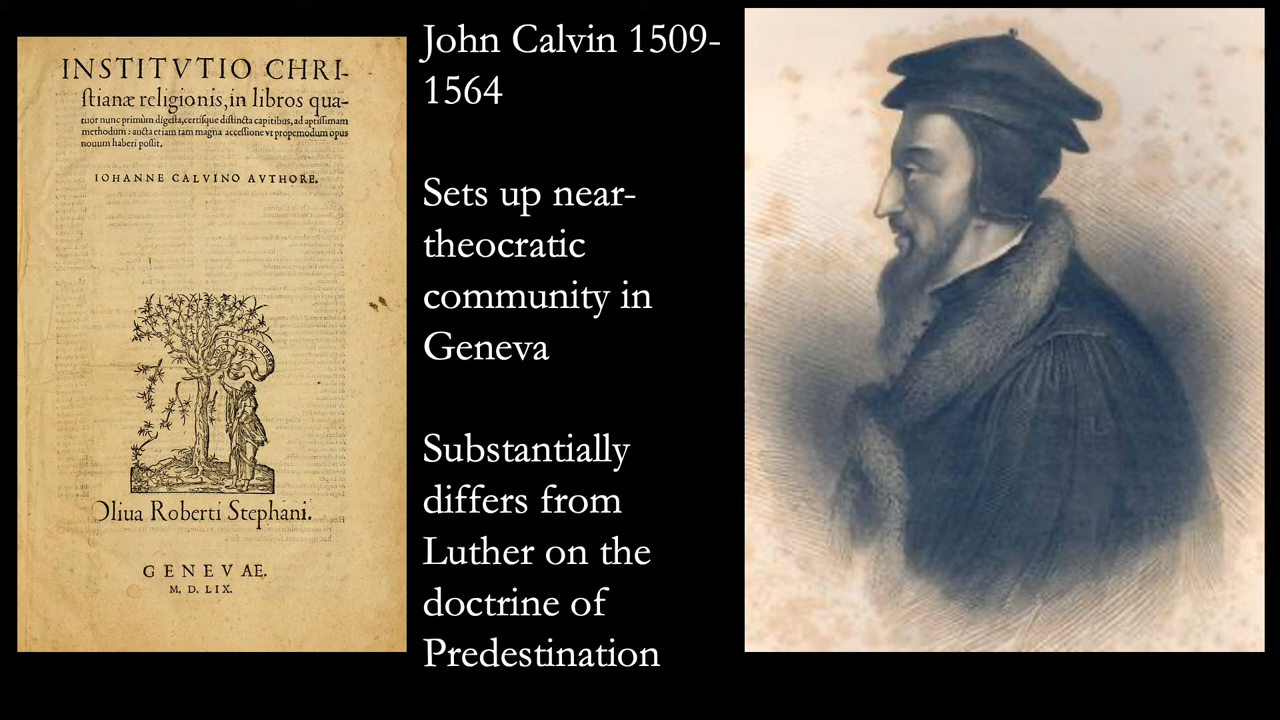 INSTITVTIO CHRI-
stianæ religionis, in libros qua-
tuor nunc primùm digesta, certisque distincta capitibus, ad aptissimam
methodum: aucta etiam tam magna accessione vt propemodum opus
nouum haberi possit.
IOHANNE CALVINO AVTHORE.
Oliua Roberti Stephani.
GENEVAE.
M. D. LIX.
John Calvin 1509-
1564
Sets up near-
theocratic
community in
Geneva
Substantially
differs from
Luther on the
doctrine of
Predestination